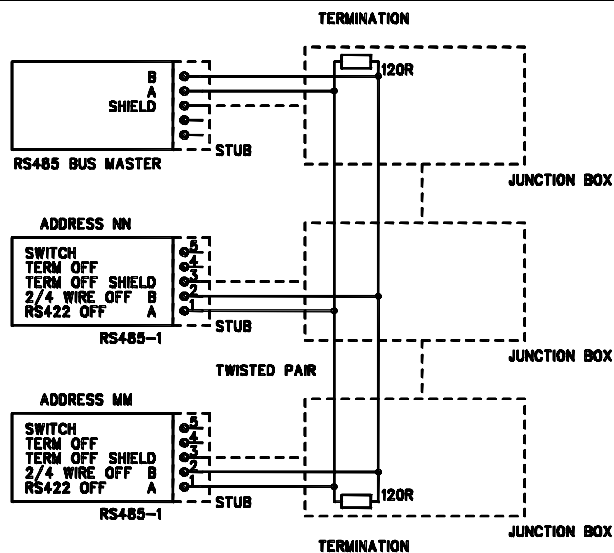 TERMINATION
120R
B
A
SHIELD
STUB
RS485 BUS MASTER
JUNCTION BOX
ADDRESS NN
SWITCH 5
TERM OFF 4
TERM OFF SHIELD 3
2/4 WIRE OFF B 2
RS422 OFF A 1
STUB
RS485-1
JUNCTION BOX
TWISTED PAIR
ADDRESS MM
SWITCH 5
TERM OFF 4
TERM OFF SHIELD 3
2/4 WIRE OFF B 2
RS422 OFF A 1
120R
STUB
RS485-1
JUNCTION BOX
TERMINATION